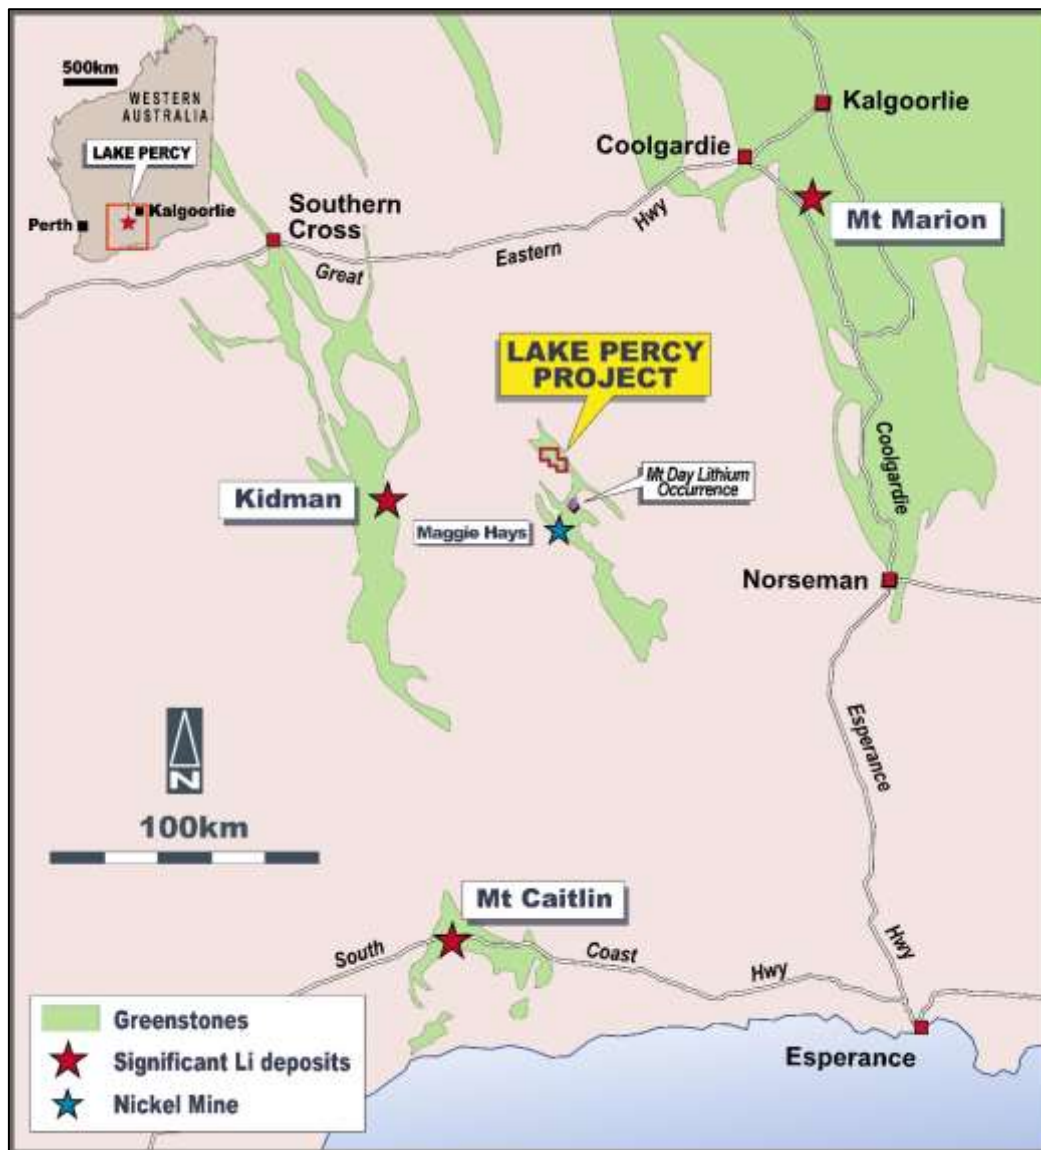 500km
WESTERN
AUSTRALIA
LAKE PERCY
Kalgoorlie
Perth
Kalgoorlie
Coolgardie
Mt Marion
Southern
Cross
Great
Eastern
Hwy
LAKE PERCY
PROJECT
Mt Day Lithium
Occurrence
Kidman
Maggie Hays
Coolgardie
Norseman
Esperance
Hwy
N
100km
Mt Caitlin
South
Coast
Hwy
Esperance
Greenstones
Significant Li deposits
Nickel Mine